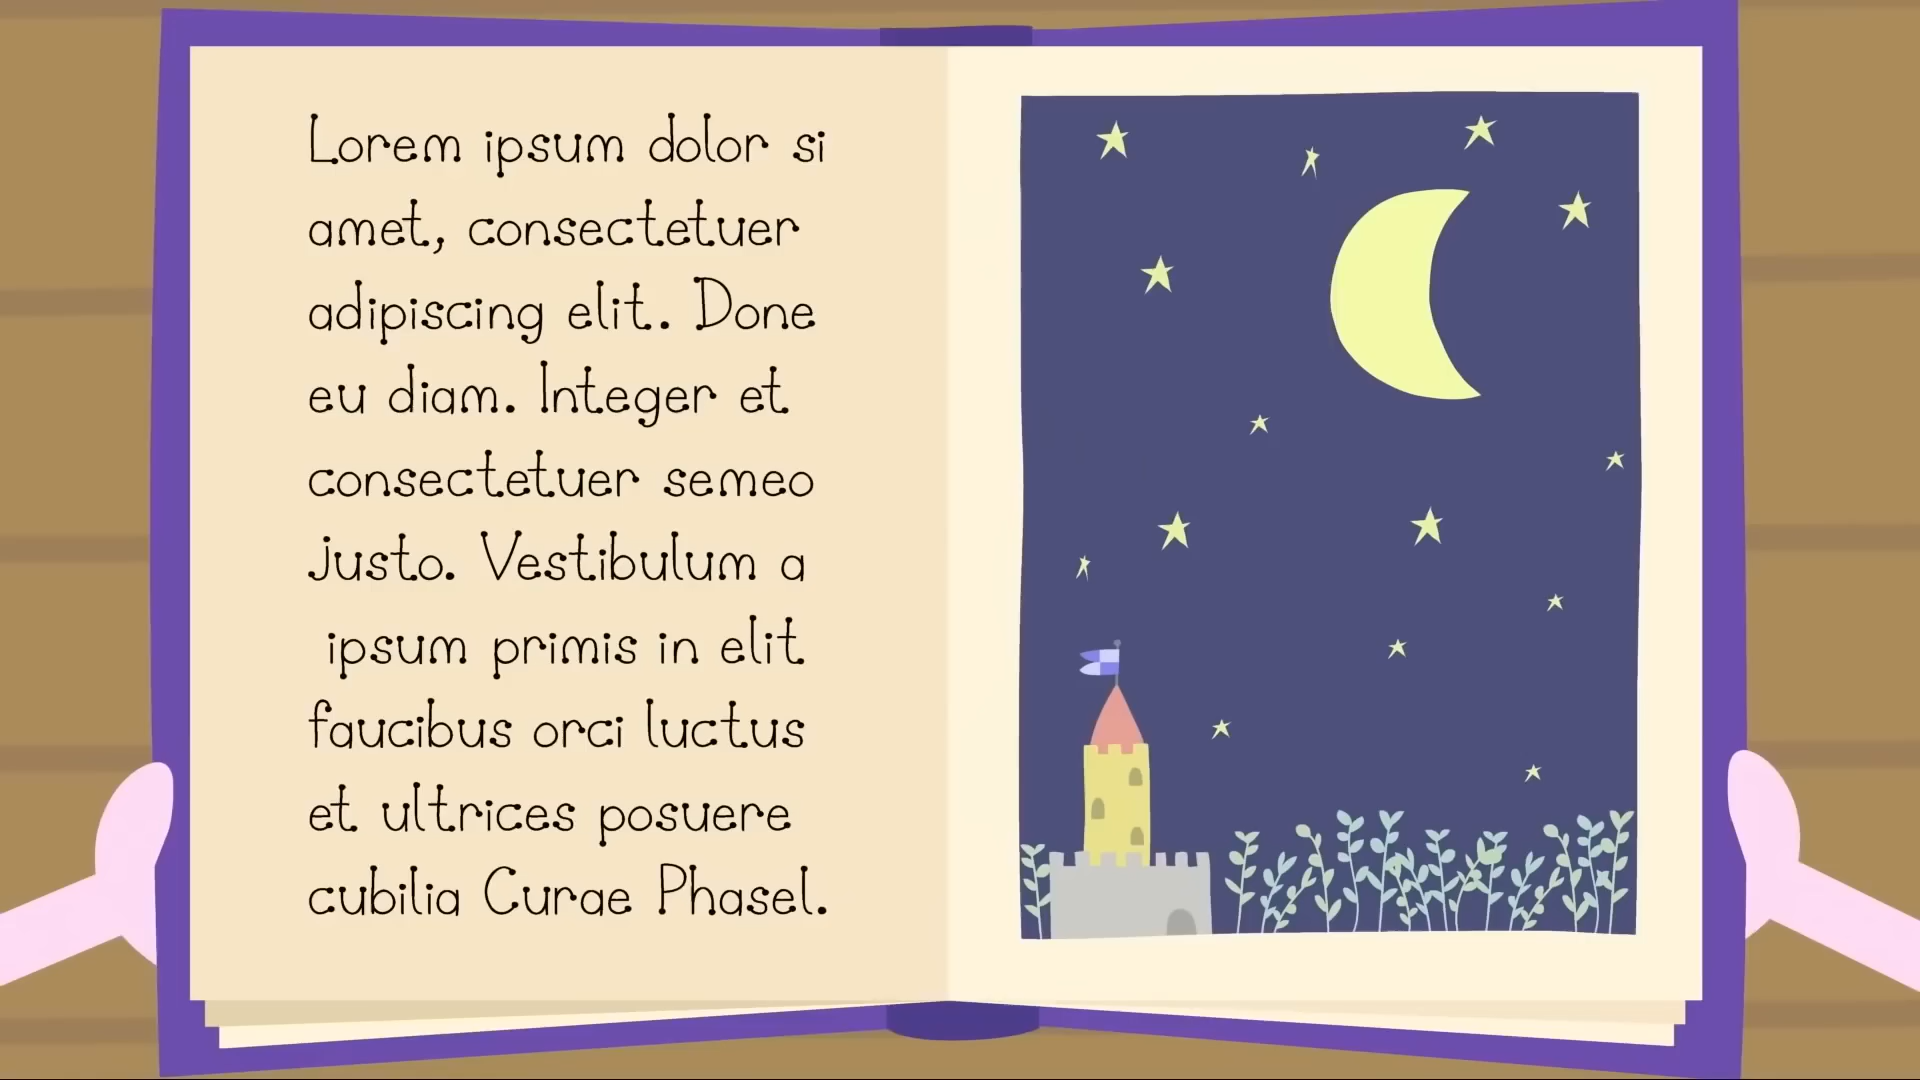 Lorem ipsum dolor si
amet, consectetuer
adipiscing elit. Done
eu diam. Integer et
consectetuer semeo
justo. Vestibulum a
ipsum primis in elit
faucibus orci luctus
et ultrices posuere
cubilia Curae Phasel.